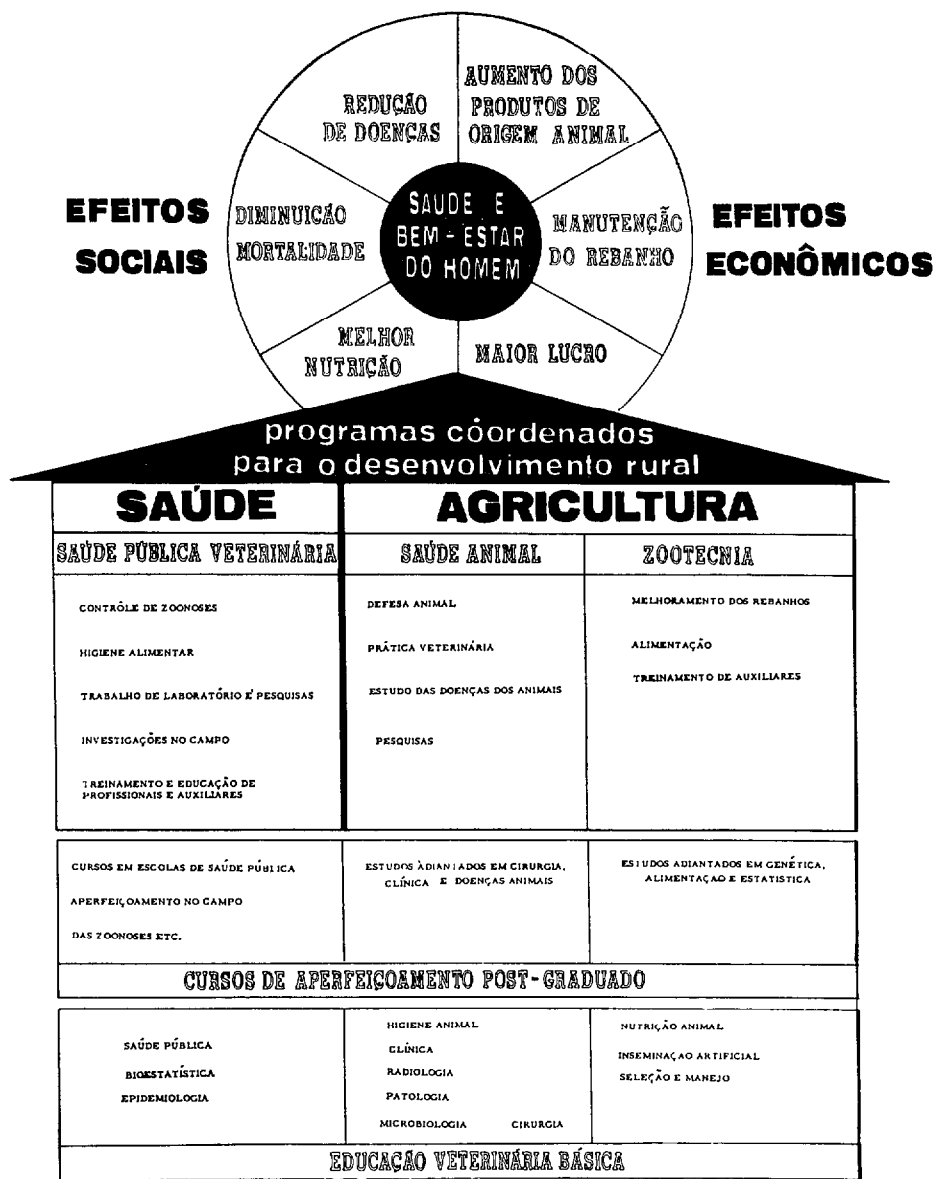 AUMENTO DOS
PRODUTOS DE
ORIGEM ANIMAL
REDUÇÃO
DE DOENÇAS
EFEITOS
SOCIAIS
DIMINUIÇÃO
MORTALIDADE
SAUDE E
BEM-ESTAR
DO HOMEM
MANUTENÇÃO
DO REBANHO
EFEITOS
ECONÔMICOS
MELHOR
NUTRIÇÃO
MAIOR LUCRO
programas cöordenados
para o desenvolvimento rural
SAÚDE
AGRICULTURA
SAÚDE PÚBLICA VETERINÁRIA
SAÚDE ANIMAL
ZOOTECNIA
CONTRÔLE DE ZOONOSES
HIGIENE ALIMENTAR
TRABALHO DE LABORATÓRIO E PESQUISAS
INVESTIGAÇÕES NO CAMPO
TREINAMENTO E EDUCAÇÃO DE
PROFISSIONAIS E AUXILIARES
DEFESA ANIMAL
PRÁTICA VETERINÁRIA
ESTUDO DAS DOENÇAS DOS ANIMAIS
PESQUISAS
MELHORAMENTO DOS REBANHOS
ALIMENTAÇÃO
TREINAMENTO DE AUXILIARES
CURSOS EM ESCOLAS DE SAÚDE PÚBLICA
APERFEIÇOAMENTO NO CAMPO
DAS ZOONOSES ETC.
ESTUDOS ADIANTADOS EM CIRURGIA,
CLÍNICA E DOENÇAS ANIMAIS
ESTUDOS ADIANTADOS EM GENÉTICA,
ALIMENTAÇAO E ESTATISTICA
CURSOS DE APERFEIÇOAMENTO POST-GRADUADO
SAÚDE PÚBLICA
BIOESTATÍSTICA
EPIDEMIOLOGIA
HIGIENE ANIMAL
CLÍNICA
RADIOLOGIA
PATOLOGIA
MICROBIOLOGIA CIRURGIA
NUTRIÇÃO ANIMAL
INSEMINAÇAO ARTIFICIAL
SELEÇÃO E MANEJO
EDUCAÇÃO VETERINÁRIA BÁSICA